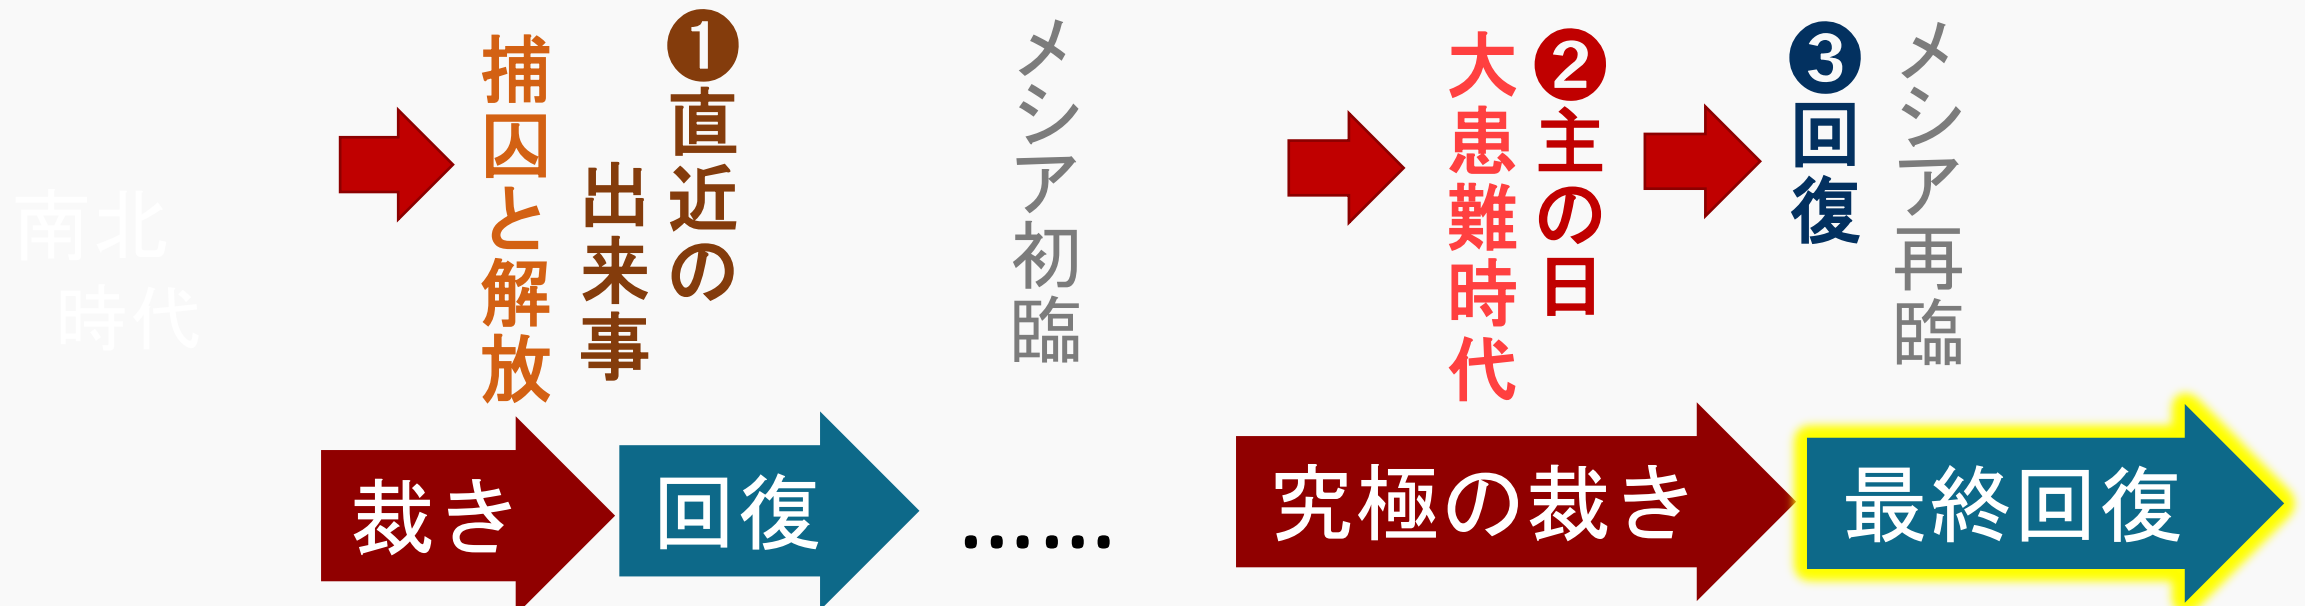 南北
時代
捕囚と解放
❶直近の
出来事
メシア初臨
大患難時代
❷主の日
❸回復
メシア再臨
裁き
回復
……
究極の裁き
最終回復